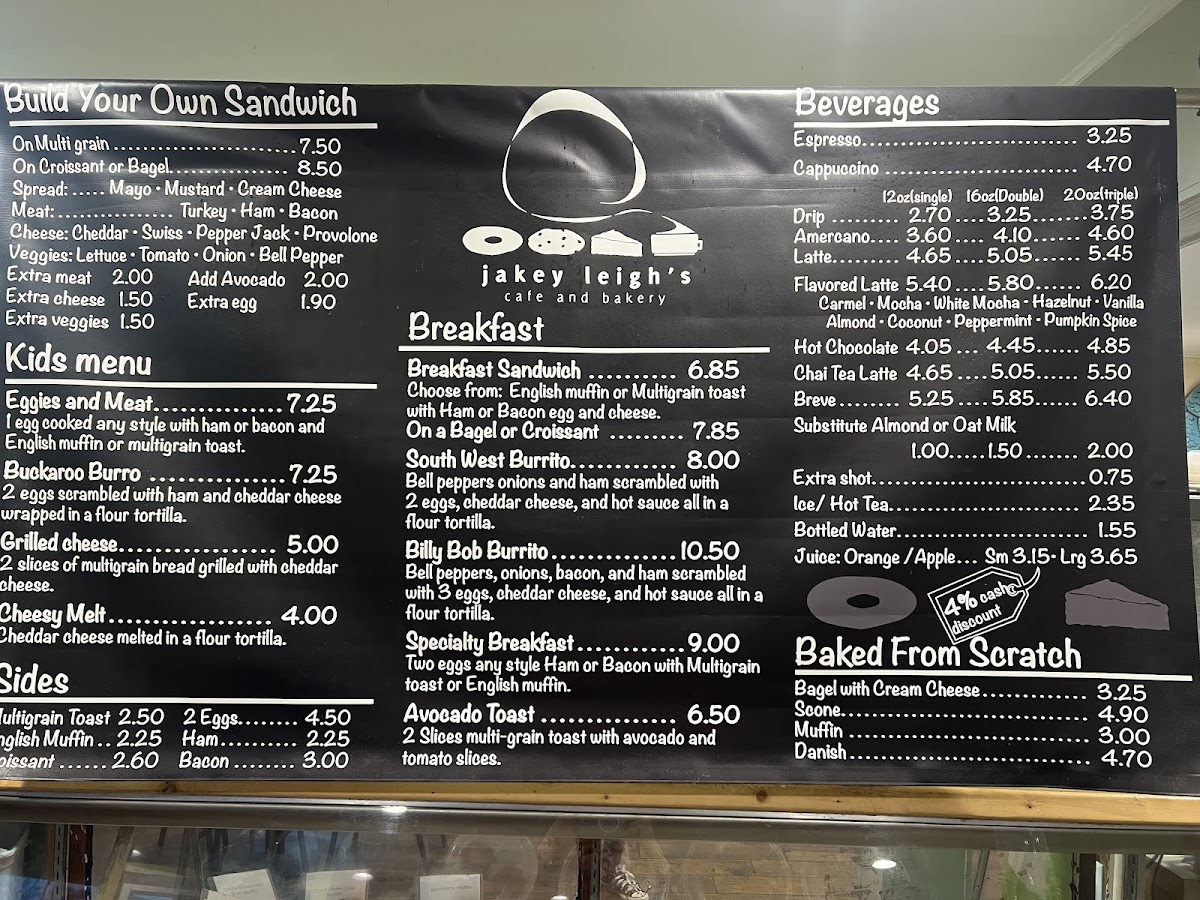 Build Your Own Sandwich
On Multi grain ........................ 7.50
On Croissant or Bagel................... 8.50
Spread: ..... Mayo • Mustard • Cream Cheese
Meat:................ Turkey • Ham • Bacon
Cheese: Cheddar • Swiss • Pepper Jack • Provolone
Veggies: Lettuce • Tomato • Onion • Bell Pepper
Extra meat 2.00 Add Avocado 2.00
Extra cheese 1.50 Extra egg 1.90
Extra veggies 1.50
Kids menu
Eggies and Meat................7.25
1 egg cooked any style with ham or bacon and
English muffin or multigrain toast.
Buckaroo Burro .................7.25
2 eggs scrambled with ham and cheddar cheese
wrapped in a flour tortilla.
Grilled cheese.................... 5.00
2 slices of multigrain bread grilled with cheddar
cheese.
Cheesy Melt..................... 4.00
Cheddar cheese melted in a flour tortilla.
Sides
Multigrain Toast 2.50 2 Eggs........ 4.50
nglish Muffin.. 2.25 Ham.......... 2.25
oissant ...... 2.60 Bacon ........ 3.00
jakey leigh's
cafe and bakery
Breakfast
Breakfast Sandwich .......... 6.85
Choose from: English muffin or Multigrain toast
with Ham or Bacon egg and cheese.
On a Bagel or Croissant ......... 7.85
South West Burrito............. 8.00
Bell peppers onions and ham scrambled with
2 eggs, cheddar cheese, and hot sauce all in a
flour tortilla.
Billy Bob Burrito...............10.50
Bell peppers, onions, bacon, and ham scrambled
with 3 eggs, cheddar cheese, and hot sauce all in a
flour tortilla.
Specialty Breakfast............9.00
Two eggs any style Ham or Bacon with Multigrain
toast or English muffin.
Avocado Toast ............... 6.50
2 Slices multi-grain toast with avocado and
tomato slices.
Beverages
Espresso............................ 3.25
Cappuccino ......................... 4.70
12oz(single) 16oz(Double) 20oz(triple)
Drip .......... 2.70 .... 3.25....... 3.75
Amercano.... 3.60 .... 4.10....... 4.60
Latte.......... 4.65 .... 5.05....... 5.45
Flavored Latte 5.40 .... 5.80....... 6.20
Carmel • Mocha • White Mocha • Hazelnut • Vanilla
Almond • Coconut • Peppermint • Pumpkin Spice
Hot Chocolate 4.05 ... 4.45...... 4.85
Chai Tea Latte 4.65 .... 5.05...... 5.50
Breve......... 5.25 .... 5.85...... 6.40
Substitute Almond or Oat Milk
1.00.....1.50 ....... 2.00
Extra shot.............................0.75
Ice/ Hot Tea.......................... 2.35
Bottled Water.......................... 1.55
Juice: Orange /Apple... Sm 3.15• Lrg 3.65
4% cash
discount
Baked From Scratch
Bagel with Cream Cheese.............. 3.25
Scone................................. 4.90
Muffin ................................ 3.00
Danish................................ 4.70